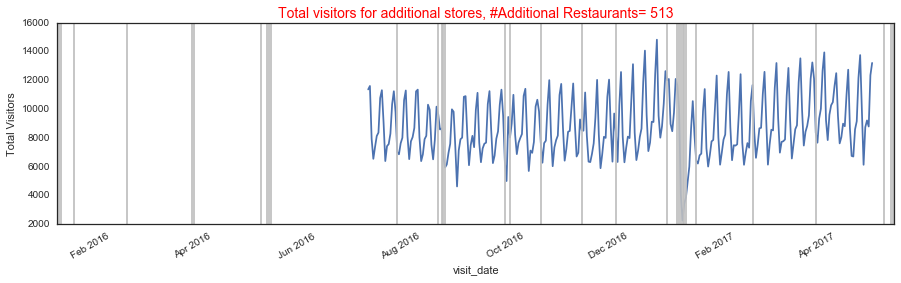 Total visitors for additional stores, #Additional Restaurants= 513
16000
14000
12000
10000
8000
6000
4000
2000
Total Visitors
Feb 2016
Apr 2016
Jun 2016
Aug 2016
Oct 2016
Dec 2016
Feb 2017
Apr 2017
visit_date